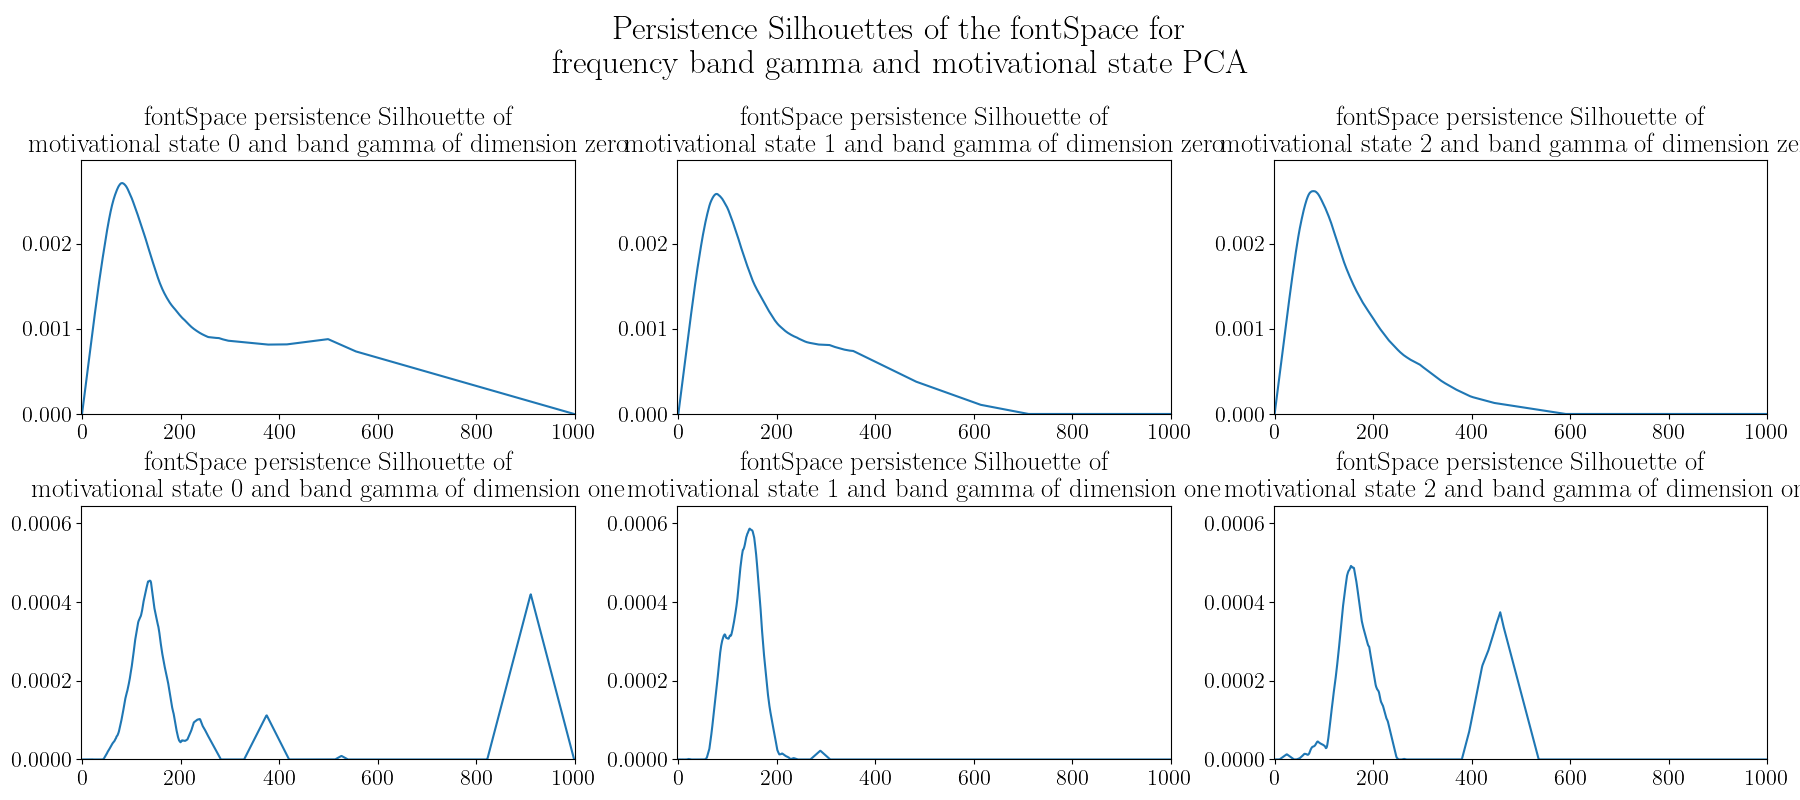 Persistence Silhouettes of the fontSpace for
frequency band gamma and motivational state PCA
fontSpace persistence Silhouette of
motivational state 0 and band gamma of dimension zero
fontSpace persistence Silhouette of
motivational state 1 and band gamma of dimension zero
fontSpace persistence Silhouette of
motivational state 2 and band gamma of dimension ze
0.002
0.001
0.000
0 200 400 600 800 1000
0.002
0.001
0.000
0 200 400 600 800 1000
0.002
0.001
0.000
0 200 400 600 800 1000
fontSpace persistence Silhouette of
motivational state 0 and band gamma of dimension one
fontSpace persistence Silhouette of
motivational state 1 and band gamma of dimension one
fontSpace persistence Silhouette of
motivational state 2 and band gamma of dimension or
0.0006
0.0004
0.0002
0.0000
0 200 400 600 800 1000
0.0006
0.0004
0.0002
0.0000
0 200 400 600 800 1000
0.0006
0.0004
0.0002
0.0000
0 200 400 600 800 1000